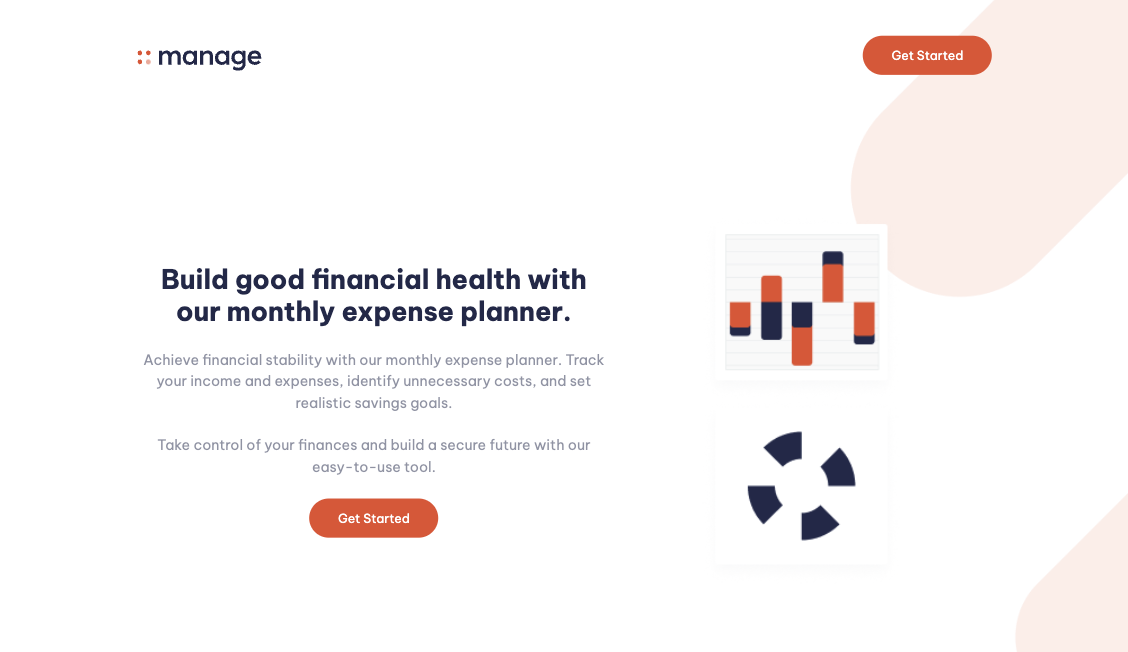 manage
Get Started
Build good financial health with
our monthly expense planner.
Achieve financial stability with our monthly expense planner. Track
your income and expenses, identify unnecessary costs, and set
realistic savings goals.
Take control of your finances and build a secure future with our
easy-to-use tool.
Get Started